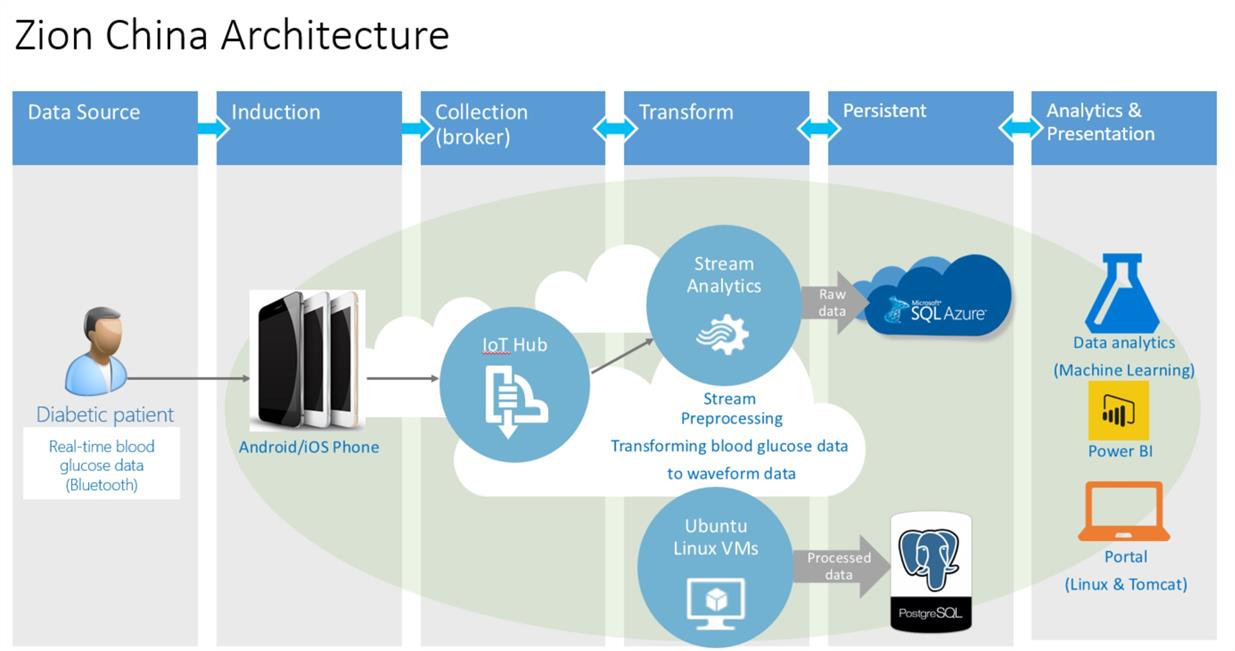 Zion China Architecture
Data Source
Induction
Collection
(broker)
Transform
Persistent
Analytics &
Presentation
Diabetic patient
Real-time blood
glucose data
(Bluetooth)
Android/iOS Phone
IoT Hub
Stream
Analytics
Stream
Preprocessing
Transforming blood glucose data
to waveform data
Raw
data
Microsoft®
SQL Azure™
Ubuntu
Linux VMs
Processed
data
PostgreSQL
Data analytics
(Machine Learning)
Power BI
Portal
(Linux & Tomcat)